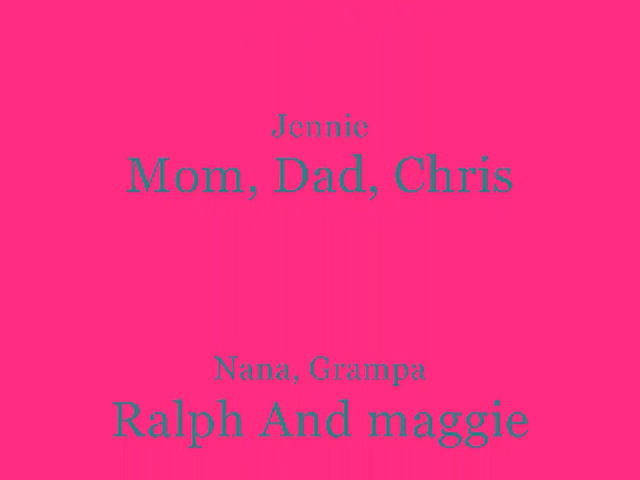 Jennie
Mom, Dad, Chris
Nana, Grampa
Ralph And maggie